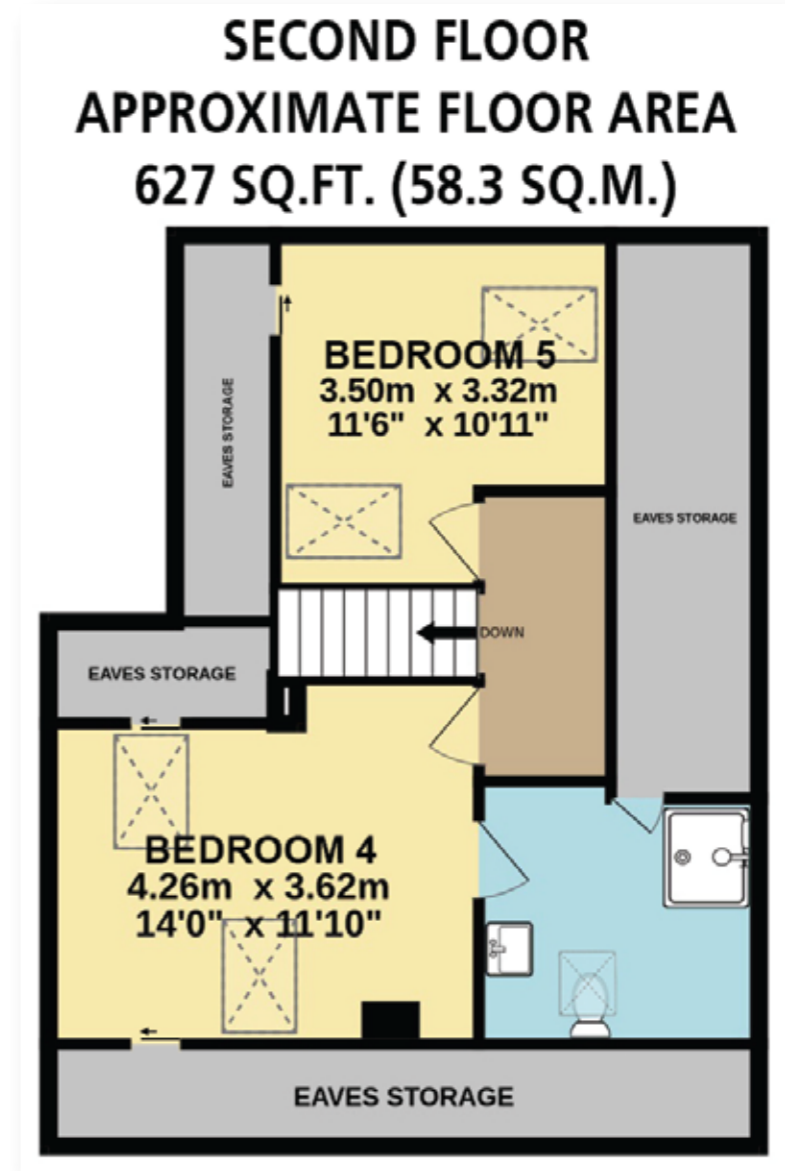 SECOND FLOOR
APPROXIMATE FLOOR AREA
627 SQ.FT. (58.3 SQ.M.)
BEDROOM 5
3.50m x 3.32m
11'6" x 10'11"
EAVES STORAGE
EAVES STORAGE
DOWN
EAVES STORAGE
BEDROOM 4
4.26m x 3.62m
14'0" x 11'10"
EAVES STORAGE